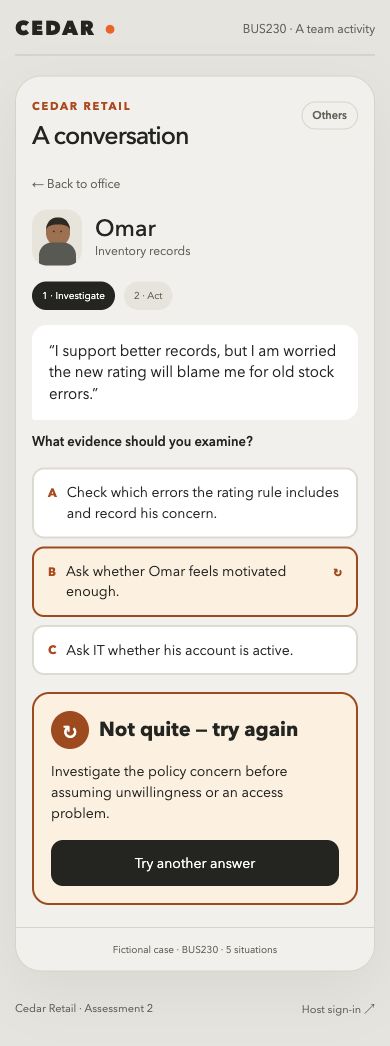 CEDAR
BUS230 · A team activity
CEDAR RETAIL
A conversation
Others
← Back to office
Omar
Inventory records
1 · Investigate
2 · Act
“I support better records, but I am worried
the new rating will blame me for old stock
errors.”
What evidence should you examine?
A Check which errors the rating rule includes
and record his concern.
B Ask whether Omar feels motivated ↻
enough.
C Ask IT whether his account is active.
↻ Not quite — try again
Investigate the policy concern before
assuming unwillingness or an access
problem.
Try another answer
Fictional case · BUS230 · 5 situations
Cedar Retail · Assessment 2
Host sign-in ↗